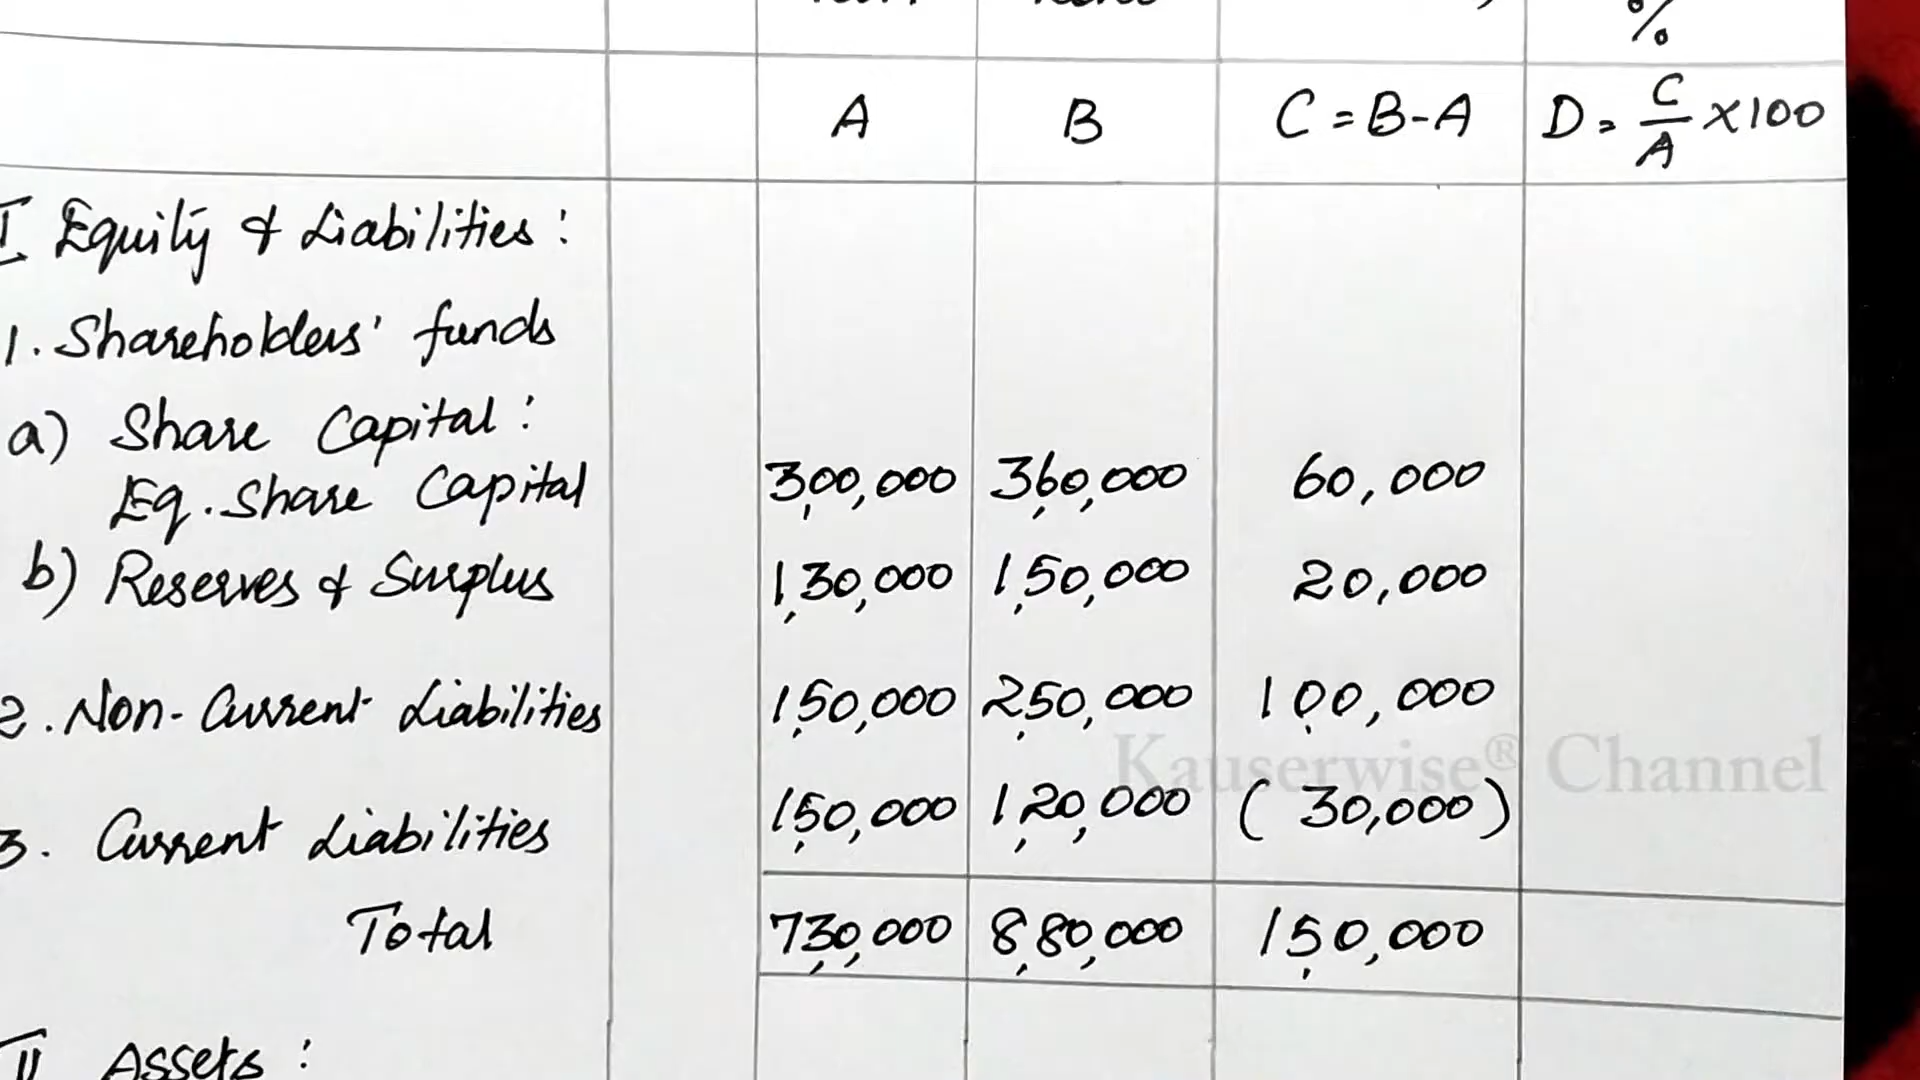 %
A B C = B-A D = C/A × 100
I Equity & Liabilities :
1. Shareholders' funds
a) Share Capital :
Eq. Share Capital 3,00,000 3,60,000 60,000
b) Reserves & Surplus 1,30,000 1,50,000 20,000
2. Non-Current Liabilities 1,50,000 2,50,000 1,00,000
Kauserwise® Channel
3. Current Liabilities 1,50,000 1,20,000 (30,000)
Total 7,30,000 8,80,000 1,50,000
II Assets :